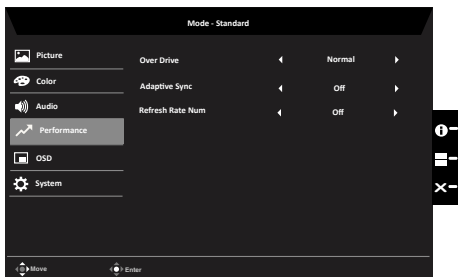 Mode - Standard
Picture
Over Drive Normal
Color
Adaptive Sync Off
Audio
Refresh Rate Num Off
Performance
OSD
System
Move Enter